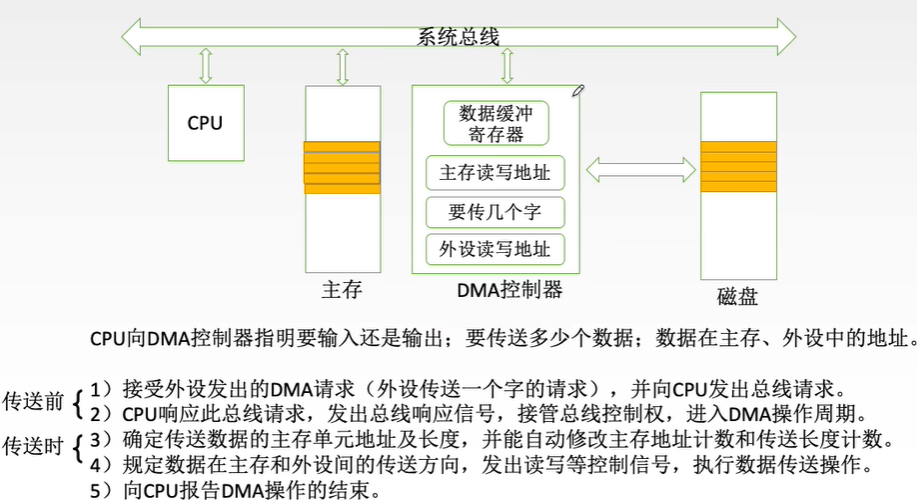 系统总线
CPU
数据缓冲
寄存器
主存读写地址
要传几个字
外设读写地址
主存
DMA控制器
磁盘
CPU向DMA控制器指明要输入还是输出；要传送多少个数据；数据在主存、外设中的地址。
传送前
1）接受外设发出的DMA请求（外设传送一个字的请求），并向CPU发出总线请求。
2）CPU响应此总线请求，发出总线响应信号，接管总线控制权，进入DMA操作周期。
传送时
3）确定传送数据的主存单元地址及长度，并能自动修改主存地址计数和传送长度计数。
4）规定数据在主存和外设间的传送方向，发出读写等控制信号，执行数据传送操作。
5）向CPU报告DMA操作的结束。